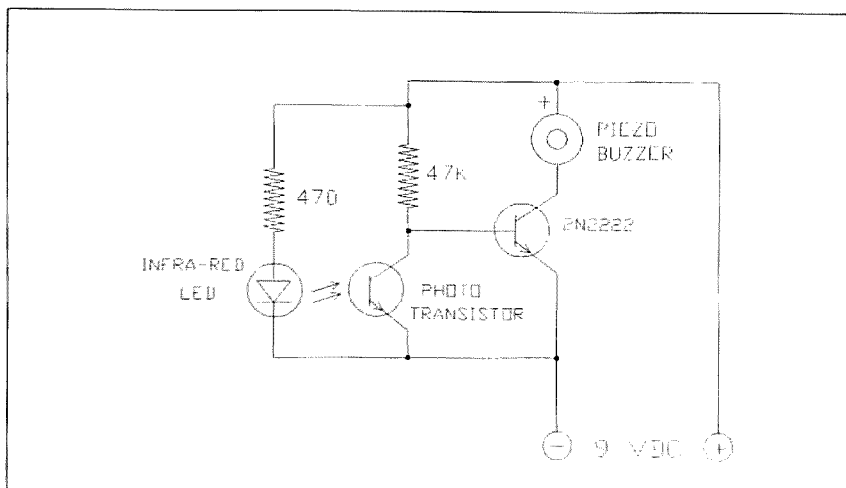 +
PIEZO
BUZZER
470
47K
2N2222
INFRA-RED
LED
PHOTO
TRANSISTOR
- 9 VDC +